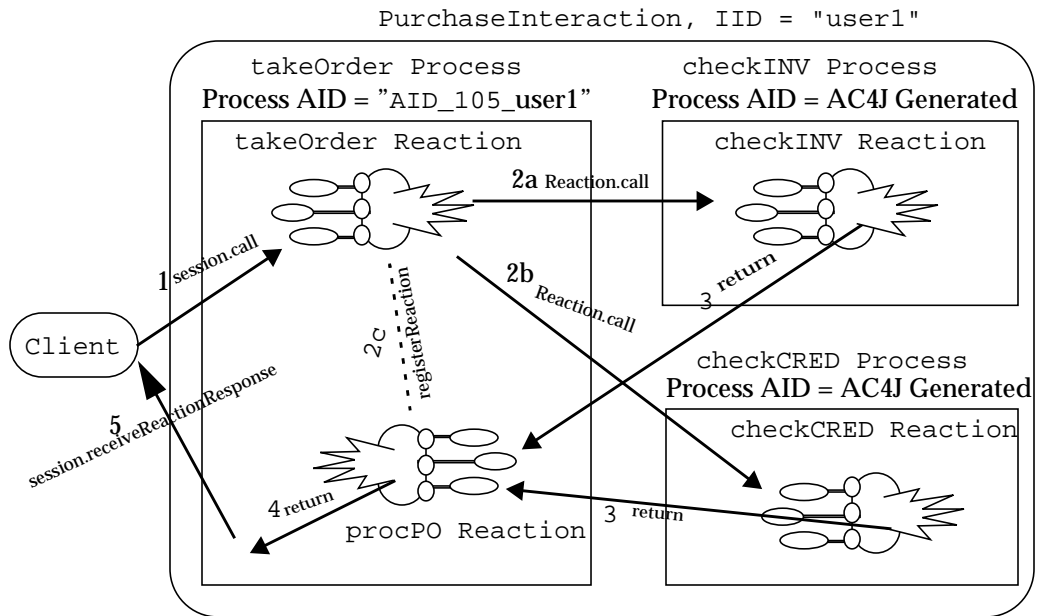 PurchaseInteraction, IID = "user1"
takeOrder Process
Process AID = "AID_105_user1"
takeOrder Reaction
checkINV Process
Process AID = AC4J Generated
checkINV Reaction
2a Reaction.call
1 session.call
2b Reaction.call
3 return
2c registerReaction
Client
checkCRED Process
Process AID = AC4J Generated
checkCRED Reaction
5 session.receiveReactionResponse
4 return
3 return
procPO Reaction